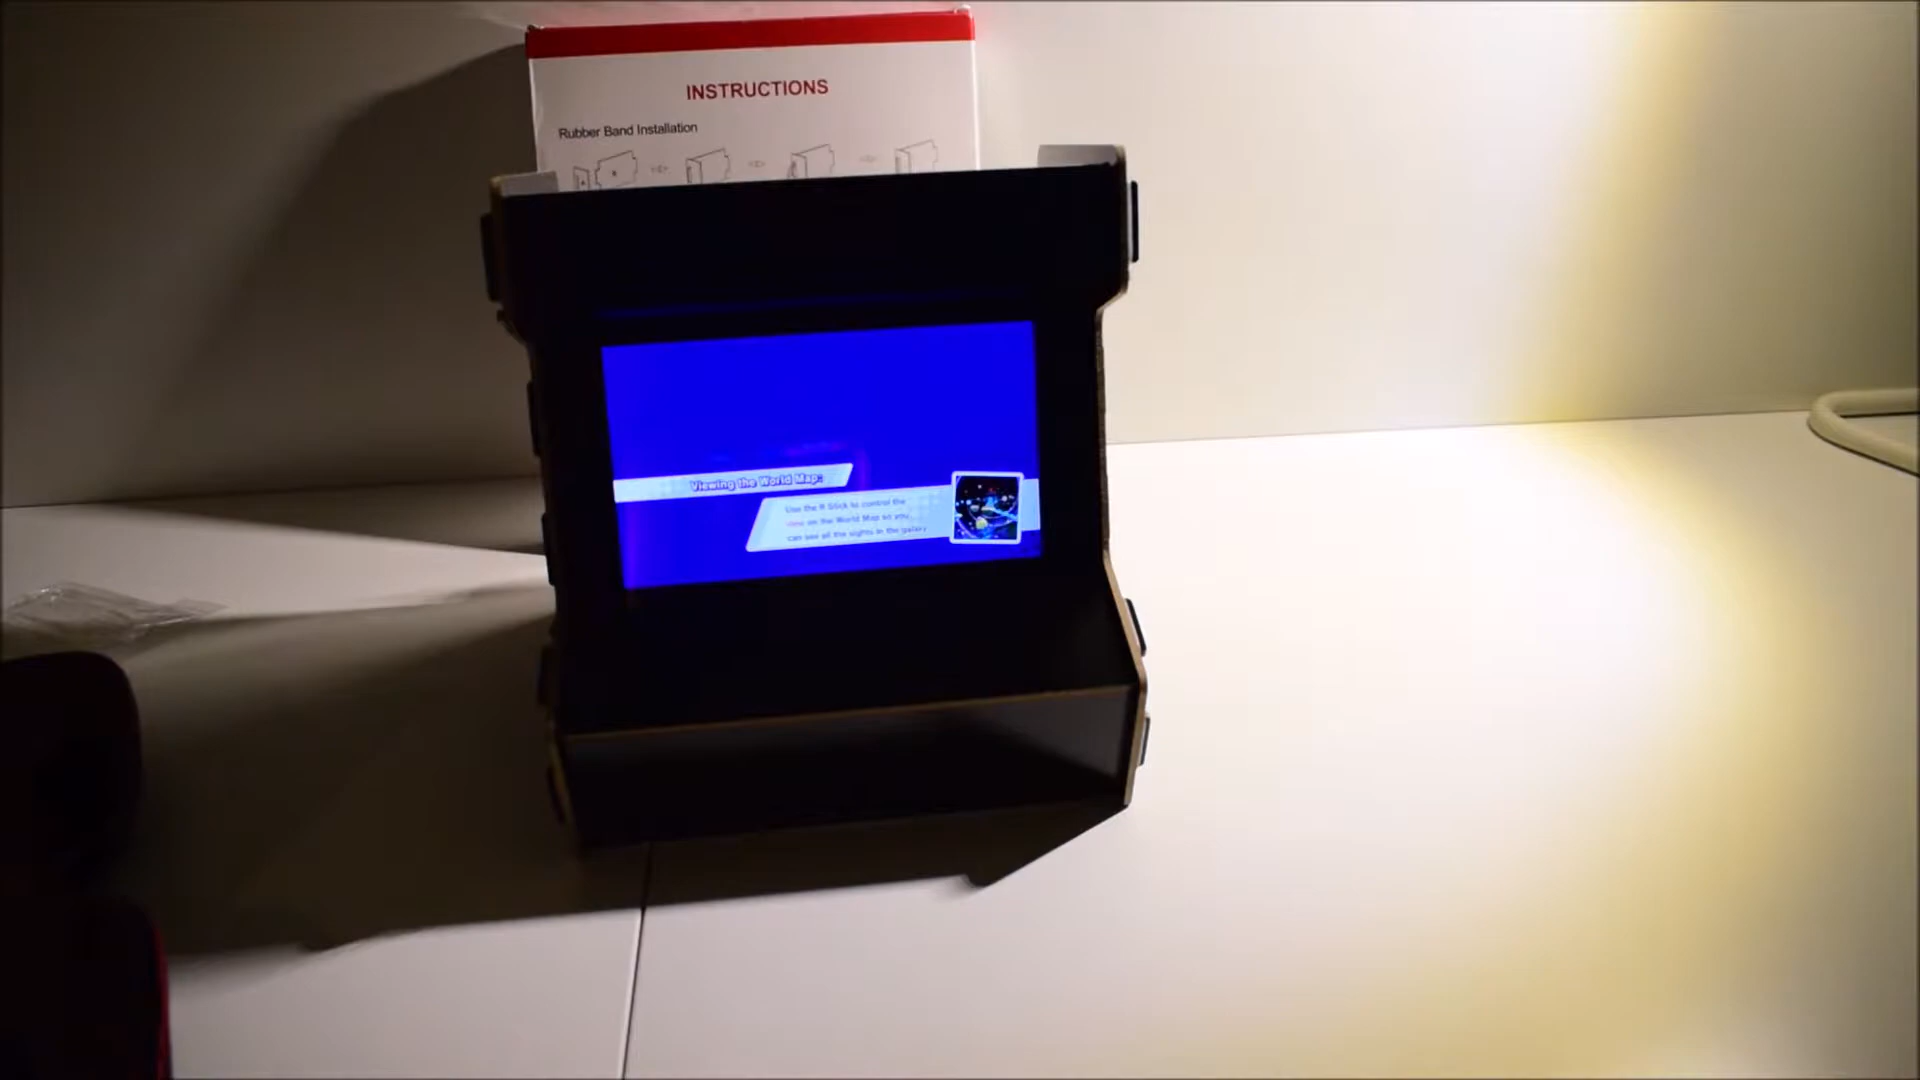 INSTRUCTIONS
Rubber Band Installation
Viewing the World Map:
Use the R Stick to control the
view on the World Map so you
can see all the sights in the galaxy.